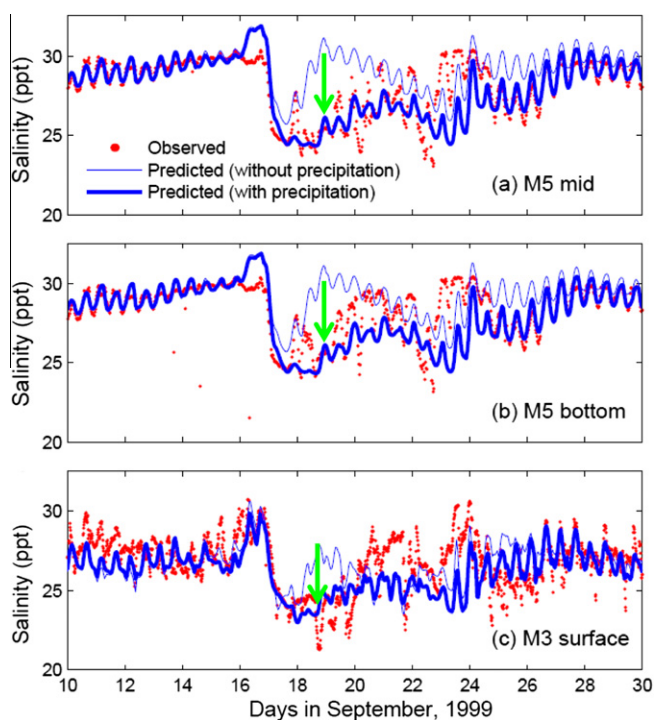 Salinity (ppt)
30
25
20
Observed
Predicted (without precipitation)
Predicted (with precipitation)
(a) M5 mid
Salinity (ppt)
30
25
20
(b) M5 bottom
Salinity (ppt)
30
25
20
(c) M3 surface
10 12 14 16 18 20 22 24 26 28 30
Days in September, 1999